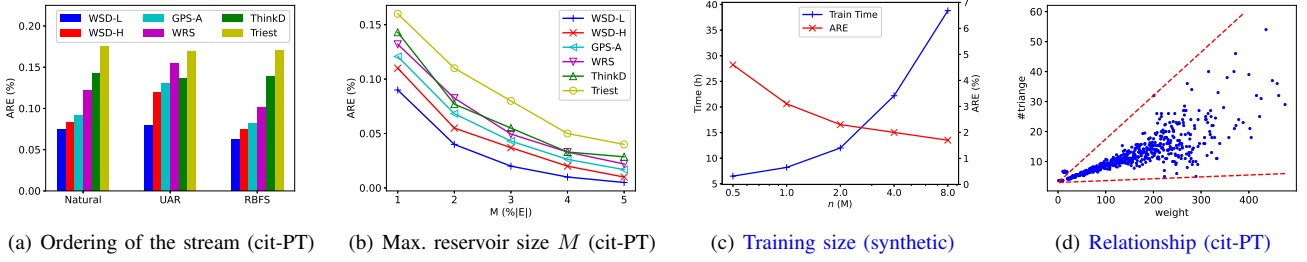 WSD-L GPS-A ThinkD
WSD-H WRS Triest
ARE (%)
0.20
0.15
0.10
0.05
0.00
Natural UAR RBFS
(a) Ordering of the stream (cit-PT)
ARE (%)
0.15
0.10
0.05
0.00
WSD-L
WSD-H
GPS-A
WRS
ThinkD
Triest
1 2 3 4 5
M (%|E|)
(b) Max. reservoir size M (cit-PT)
Time (h)
40
35
30
25
20
15
10
5
Train Time
ARE
7
6
5
4
3
2
1
0
ARE (%)
0.5 1.0 2.0 4.0 8.0
n (M)
(c) Training size (synthetic)
#triange
60
50
40
30
20
10
0 100 200 300 400
weight
(d) Relationship (cit-PT)